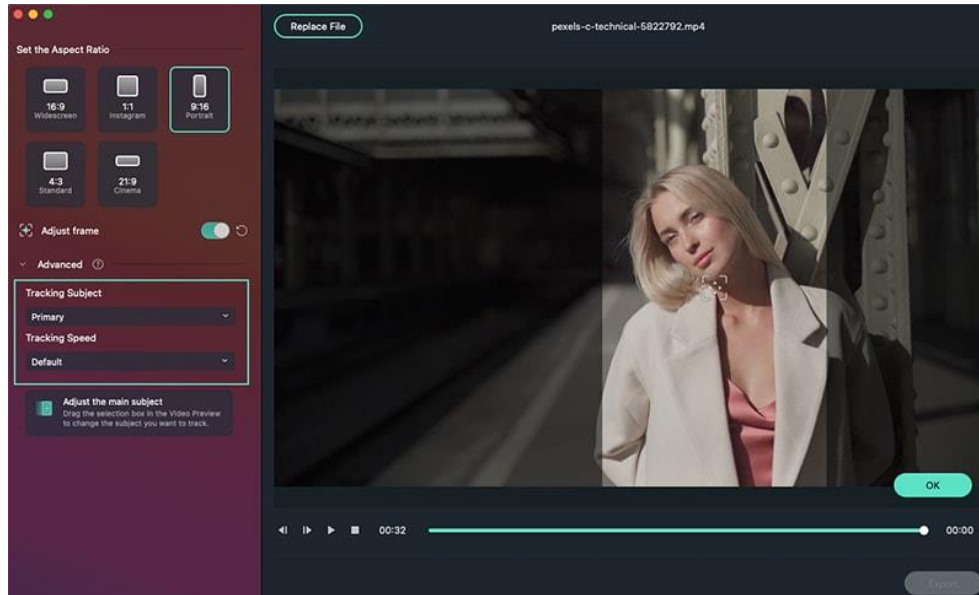 Replace File
pexels-c-technical-5822792.mp4
Set the Aspect Ratio
16:9
Widescreen
1:1
Instagram
9:16
Portrait
4:3
Standard
21:9
Cinema
Adjust frame
Advanced ?
Tracking Subject
Primary
Tracking Speed
Default
Adjust the main subject
Drag the selection box in the Video Preview
to change the subject you want to track.
OK
00:32
00:00
Export